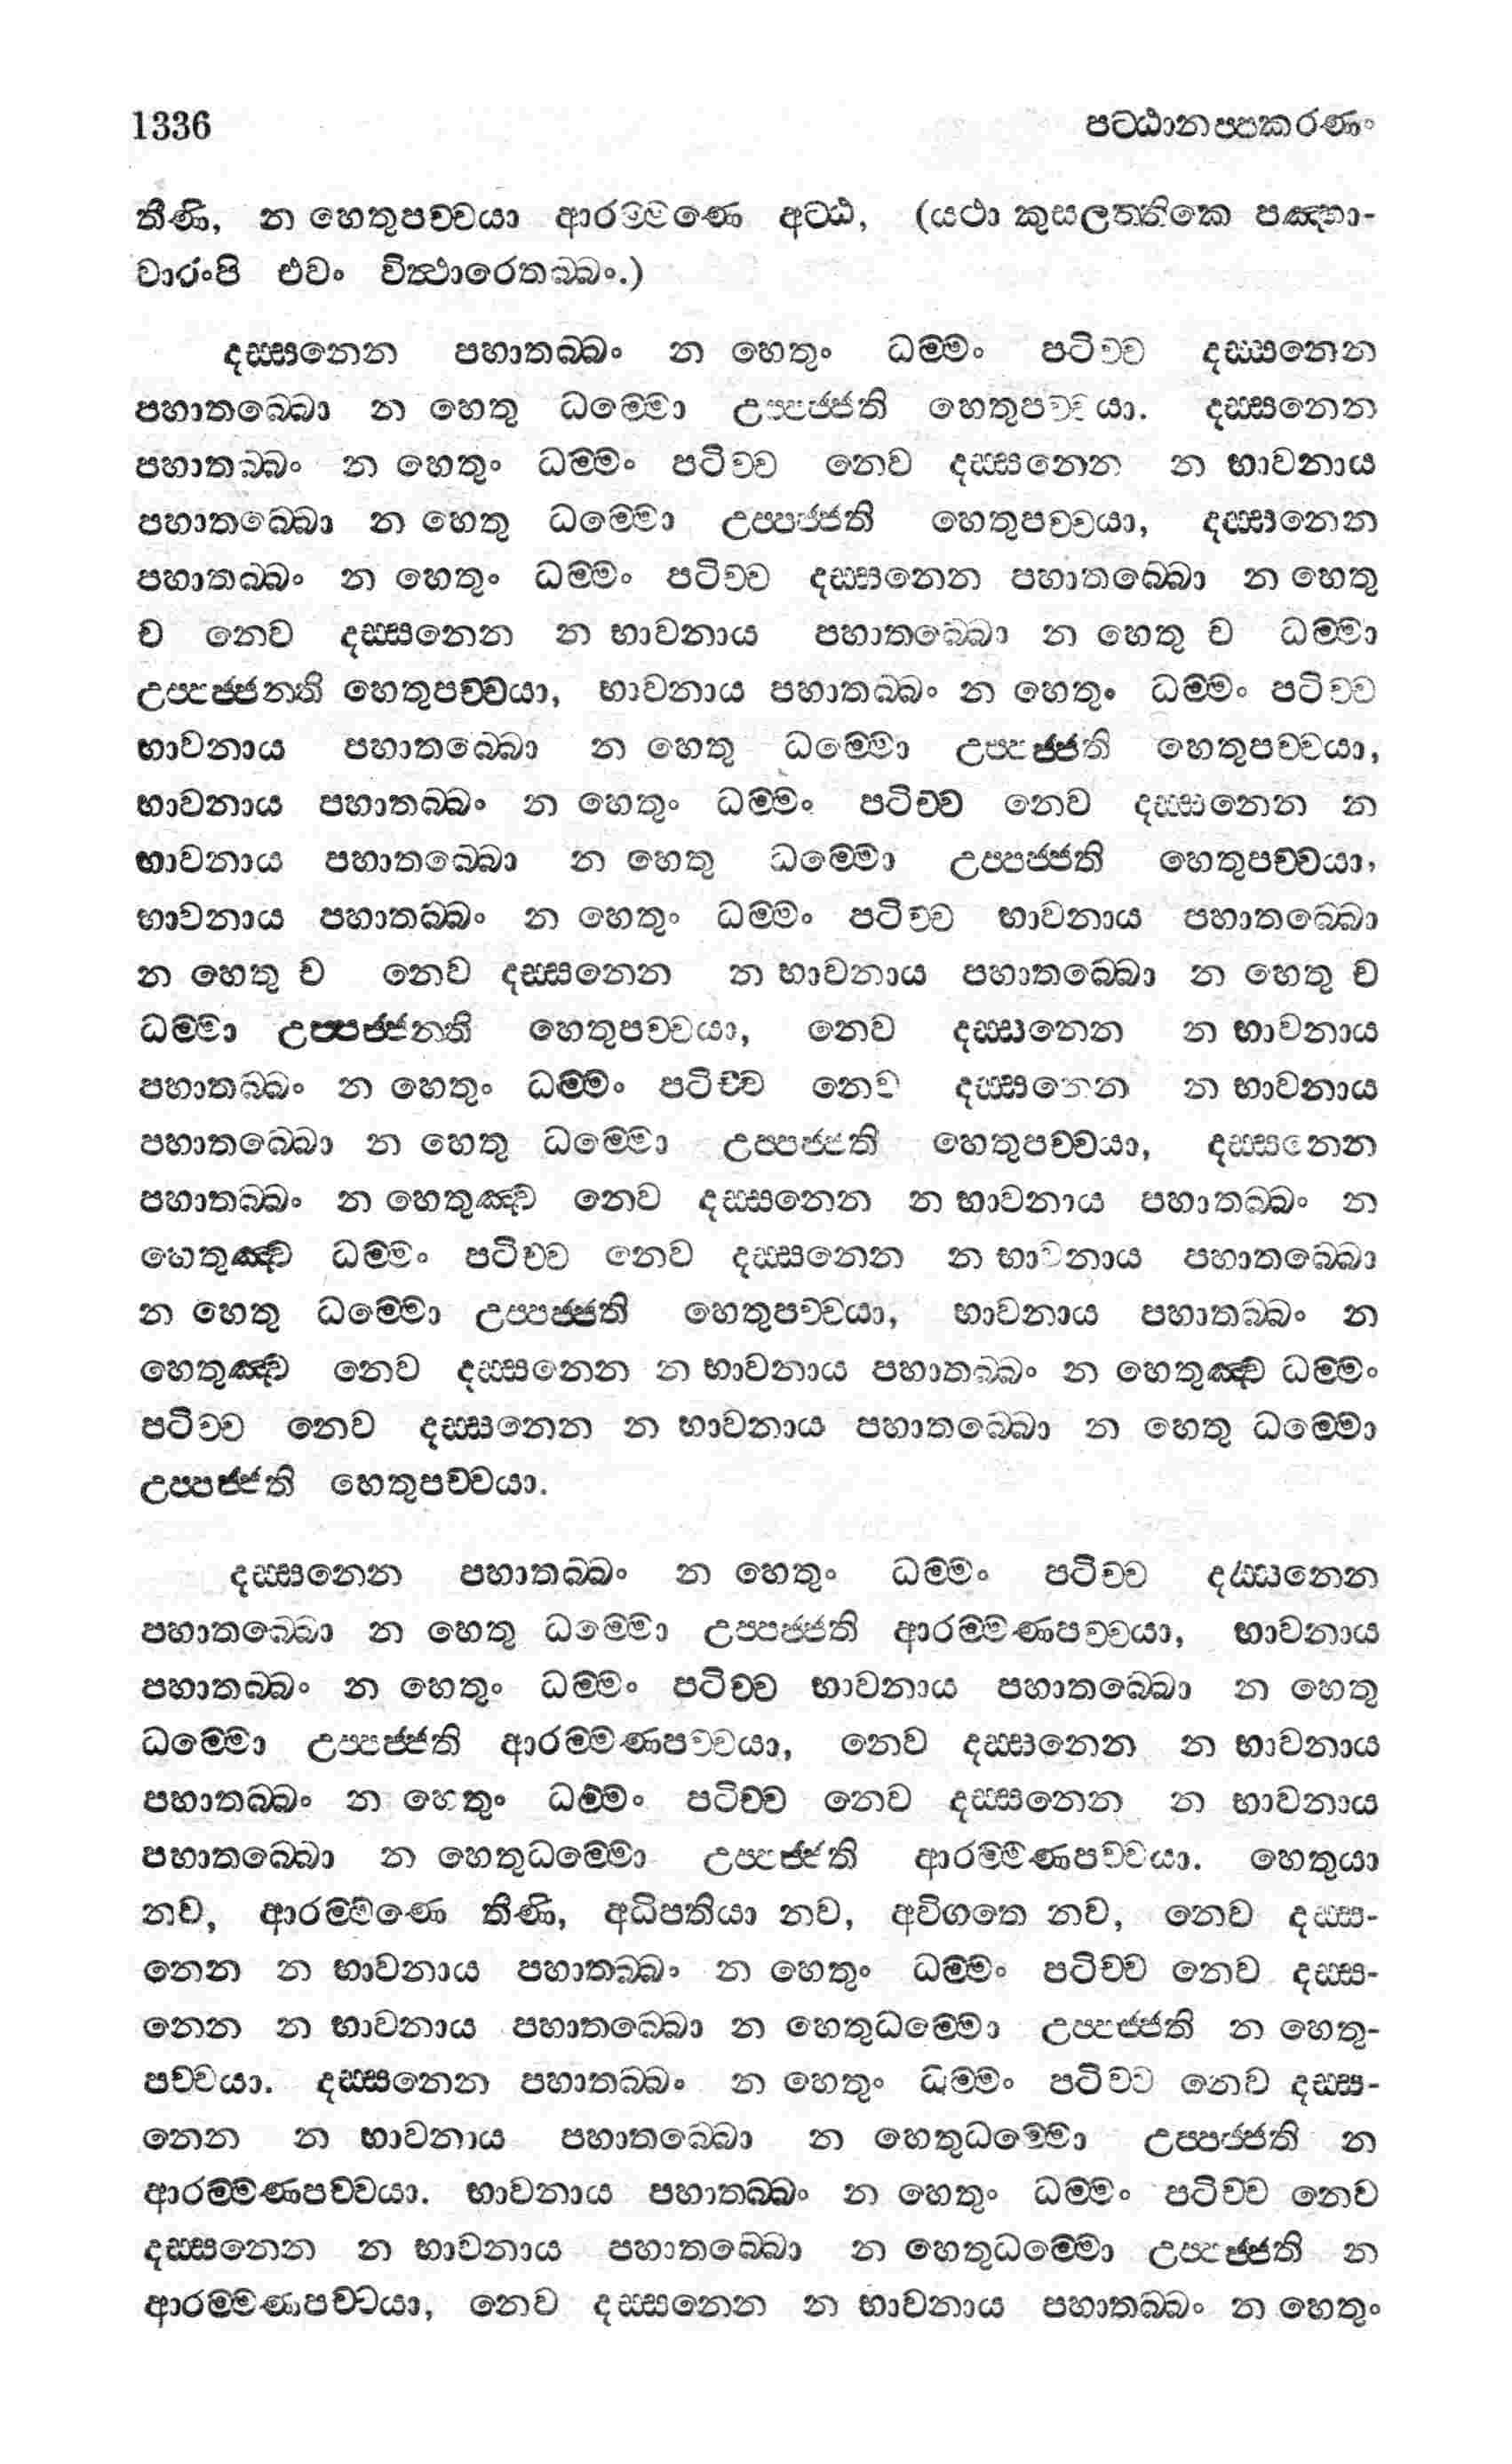 1336 පට්ඨානප්පකරණං
තීණි, න හෙතුපච්චයා ආරම්මණෙ අට්ඨ, (යථා කුසලත්තිකෙ පඤ්හා-
වාරංපි එවං විත්ථාරෙතබ්බං.)
දස්සනෙන පහාතබ්බං න හෙතුං ධම්මං පටිච්ච දස්සනෙන
පහාතබ්බො න හෙතු ධම්මො උප්පජ්ජති හෙතුපච්චයා. දස්සනෙන
පහාතබ්බං න හෙතුං ධම්මං පටිච්ච නෙව දස්සනෙන න භාවනාය
පහාතබ්බො න හෙතු ධම්මො උප්පජ්ජති හෙතුපච්චයා, දස්සනෙන
පහාතබ්බං න හෙතුං ධම්මං පටිච්ච දස්සනෙන පහාතබ්බො න හෙතු
ච නෙව දස්සනෙන න භාවනාය පහාතබ්බො න හෙතු ච ධම්මා
උප්පජ්ජන්ති හෙතුපච්චයා, භාවනාය පහාතබ්බං න හෙතුං ධම්මං පටිච්ච
භාවනාය පහාතබ්බො න හෙතු ධම්මො උප්පජ්ජති හෙතුපච්චයා,
භාවනාය පහාතබ්බං න හෙතුං ධම්මං පටිච්ච නෙව දස්සනෙන න
භාවනාය පහාතබ්බො න හෙතු ධම්මො උප්පජ්ජති හෙතුපච්චයා,
භාවනාය පහාතබ්බං න හෙතුං ධම්මං පටිච්ච භාවනාය පහාතබ්බො
න හෙතු ච නෙව දස්සනෙන න භාවනාය පහාතබ්බො න හෙතු ච
ධම්මා උප්පජ්ජන්ති හෙතුපච්චයා, නෙව දස්සනෙන න භාවනාය
පහාතබ්බං න හෙතුං ධම්මං පටිච්ච නෙව දස්සනෙන න භාවනාය
පහාතබ්බො න හෙතු ධම්මො උප්පජ්ජති හෙතුපච්චයා, දස්සනෙන
පහාතබ්බං න හෙතුඤ්ච නෙව දස්සනෙන න භාවනාය පහාතබ්බං න
හෙතුඤ්ච ධම්මං පටිච්ච නෙව දස්සනෙන න භාවනාය පහාතබ්බො
න හෙතු ධම්මො උප්පජ්ජති හෙතුපච්චයා, භාවනාය පහාතබ්බං න
හෙතුඤ්ච නෙව දස්සනෙන න භාවනාය පහාතබ්බං න හෙතුඤ්ච ධම්මං
පටිච්ච නෙව දස්සනෙන න භාවනාය පහාතබ්බො න හෙතු ධම්මො
උප්පජ්ජති හෙතුපච්චයා.
දස්සනෙන පහාතබ්බං න හෙතුං ධම්මං පටිච්ච දස්සනෙන
පහාතබ්බො න හෙතු ධම්මො උප්පජ්ජති ආරම්මණපච්චයා, භාවනාය
පහාතබ්බං න හෙතුං ධම්මං පටිච්ච භාවනාය පහාතබ්බො න හෙතු
ධම්මො උප්පජ්ජති ආරම්මණපච්චයා, නෙව දස්සනෙන න භාවනාය
පහාතබ්බං න හෙතුං ධම්මං පටිච්ච නෙව දස්සනෙන න භාවනාය
පහාතබ්බො න හෙතුධම්මො උප්පජ්ජති ආරම්මණපච්චයා. හෙතුයා
නව, ආරම්මණෙ තීණි, අධිපතියා නව, අවිගතෙ නව, නෙව දස්ස-
නෙන න භාවනාය පහාතබ්බං න හෙතුං ධම්මං පටිච්ච නෙව දස්ස-
නෙන න භාවනාය පහාතබ්බො න හෙතුධම්මො උප්පජ්ජති න හෙතු-
පච්චයා. දස්සනෙන පහාතබ්බං න හෙතුං ධම්මං පටිච්ච නෙව දස්ස-
නෙන න භාවනාය පහාතබ්බො න හෙතුධම්මො උප්පජ්ජති න
ආරම්මණපච්චයා. භාවනාය පහාතබ්බං න හෙතුං ධම්මං පටිච්ච නෙව
දස්සනෙන න භාවනාය පහාතබ්බො න හෙතුධම්මො උප්පජ්ජති න
ආරම්මණපච්චයා, නෙව දස්සනෙන න භාවනාය පහාතබ්බං න හෙතුං